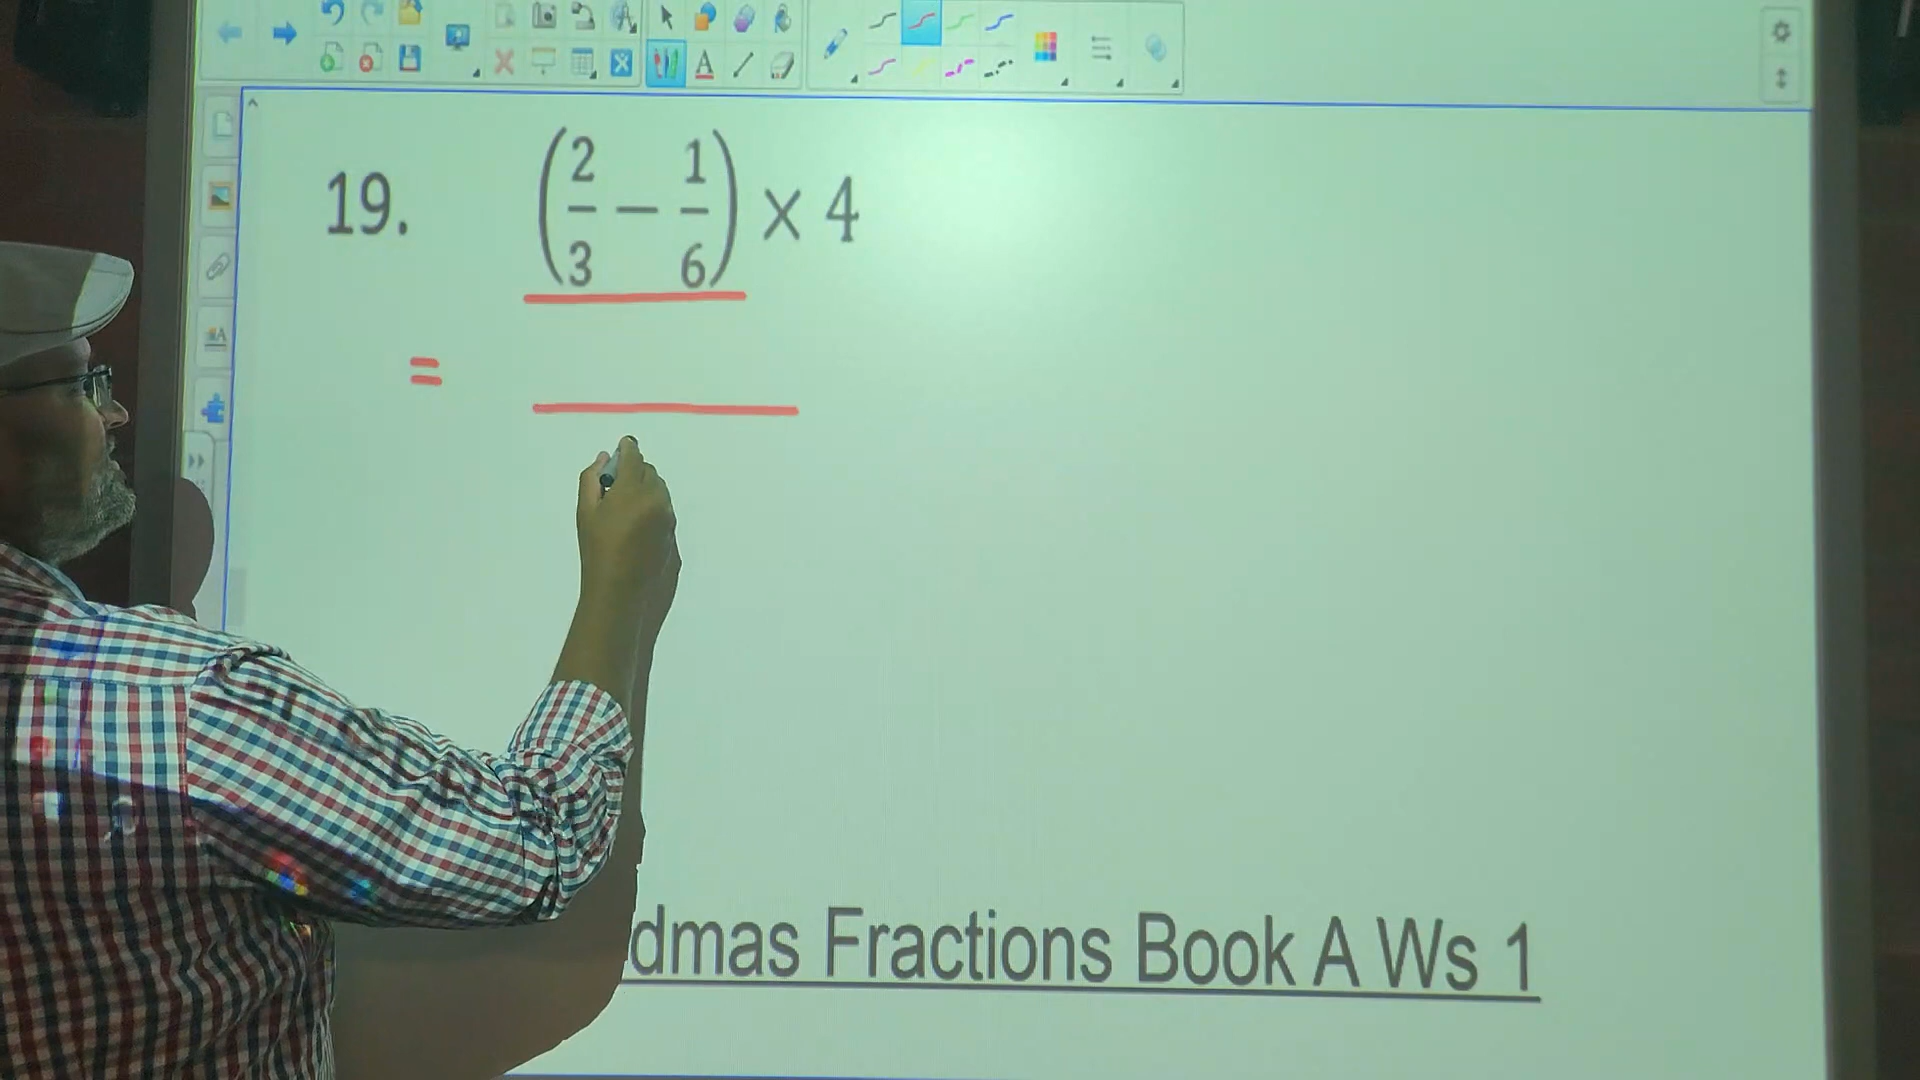 19. (2/3 − 1/6) × 4
=
dmas Fractions Book A Ws 1